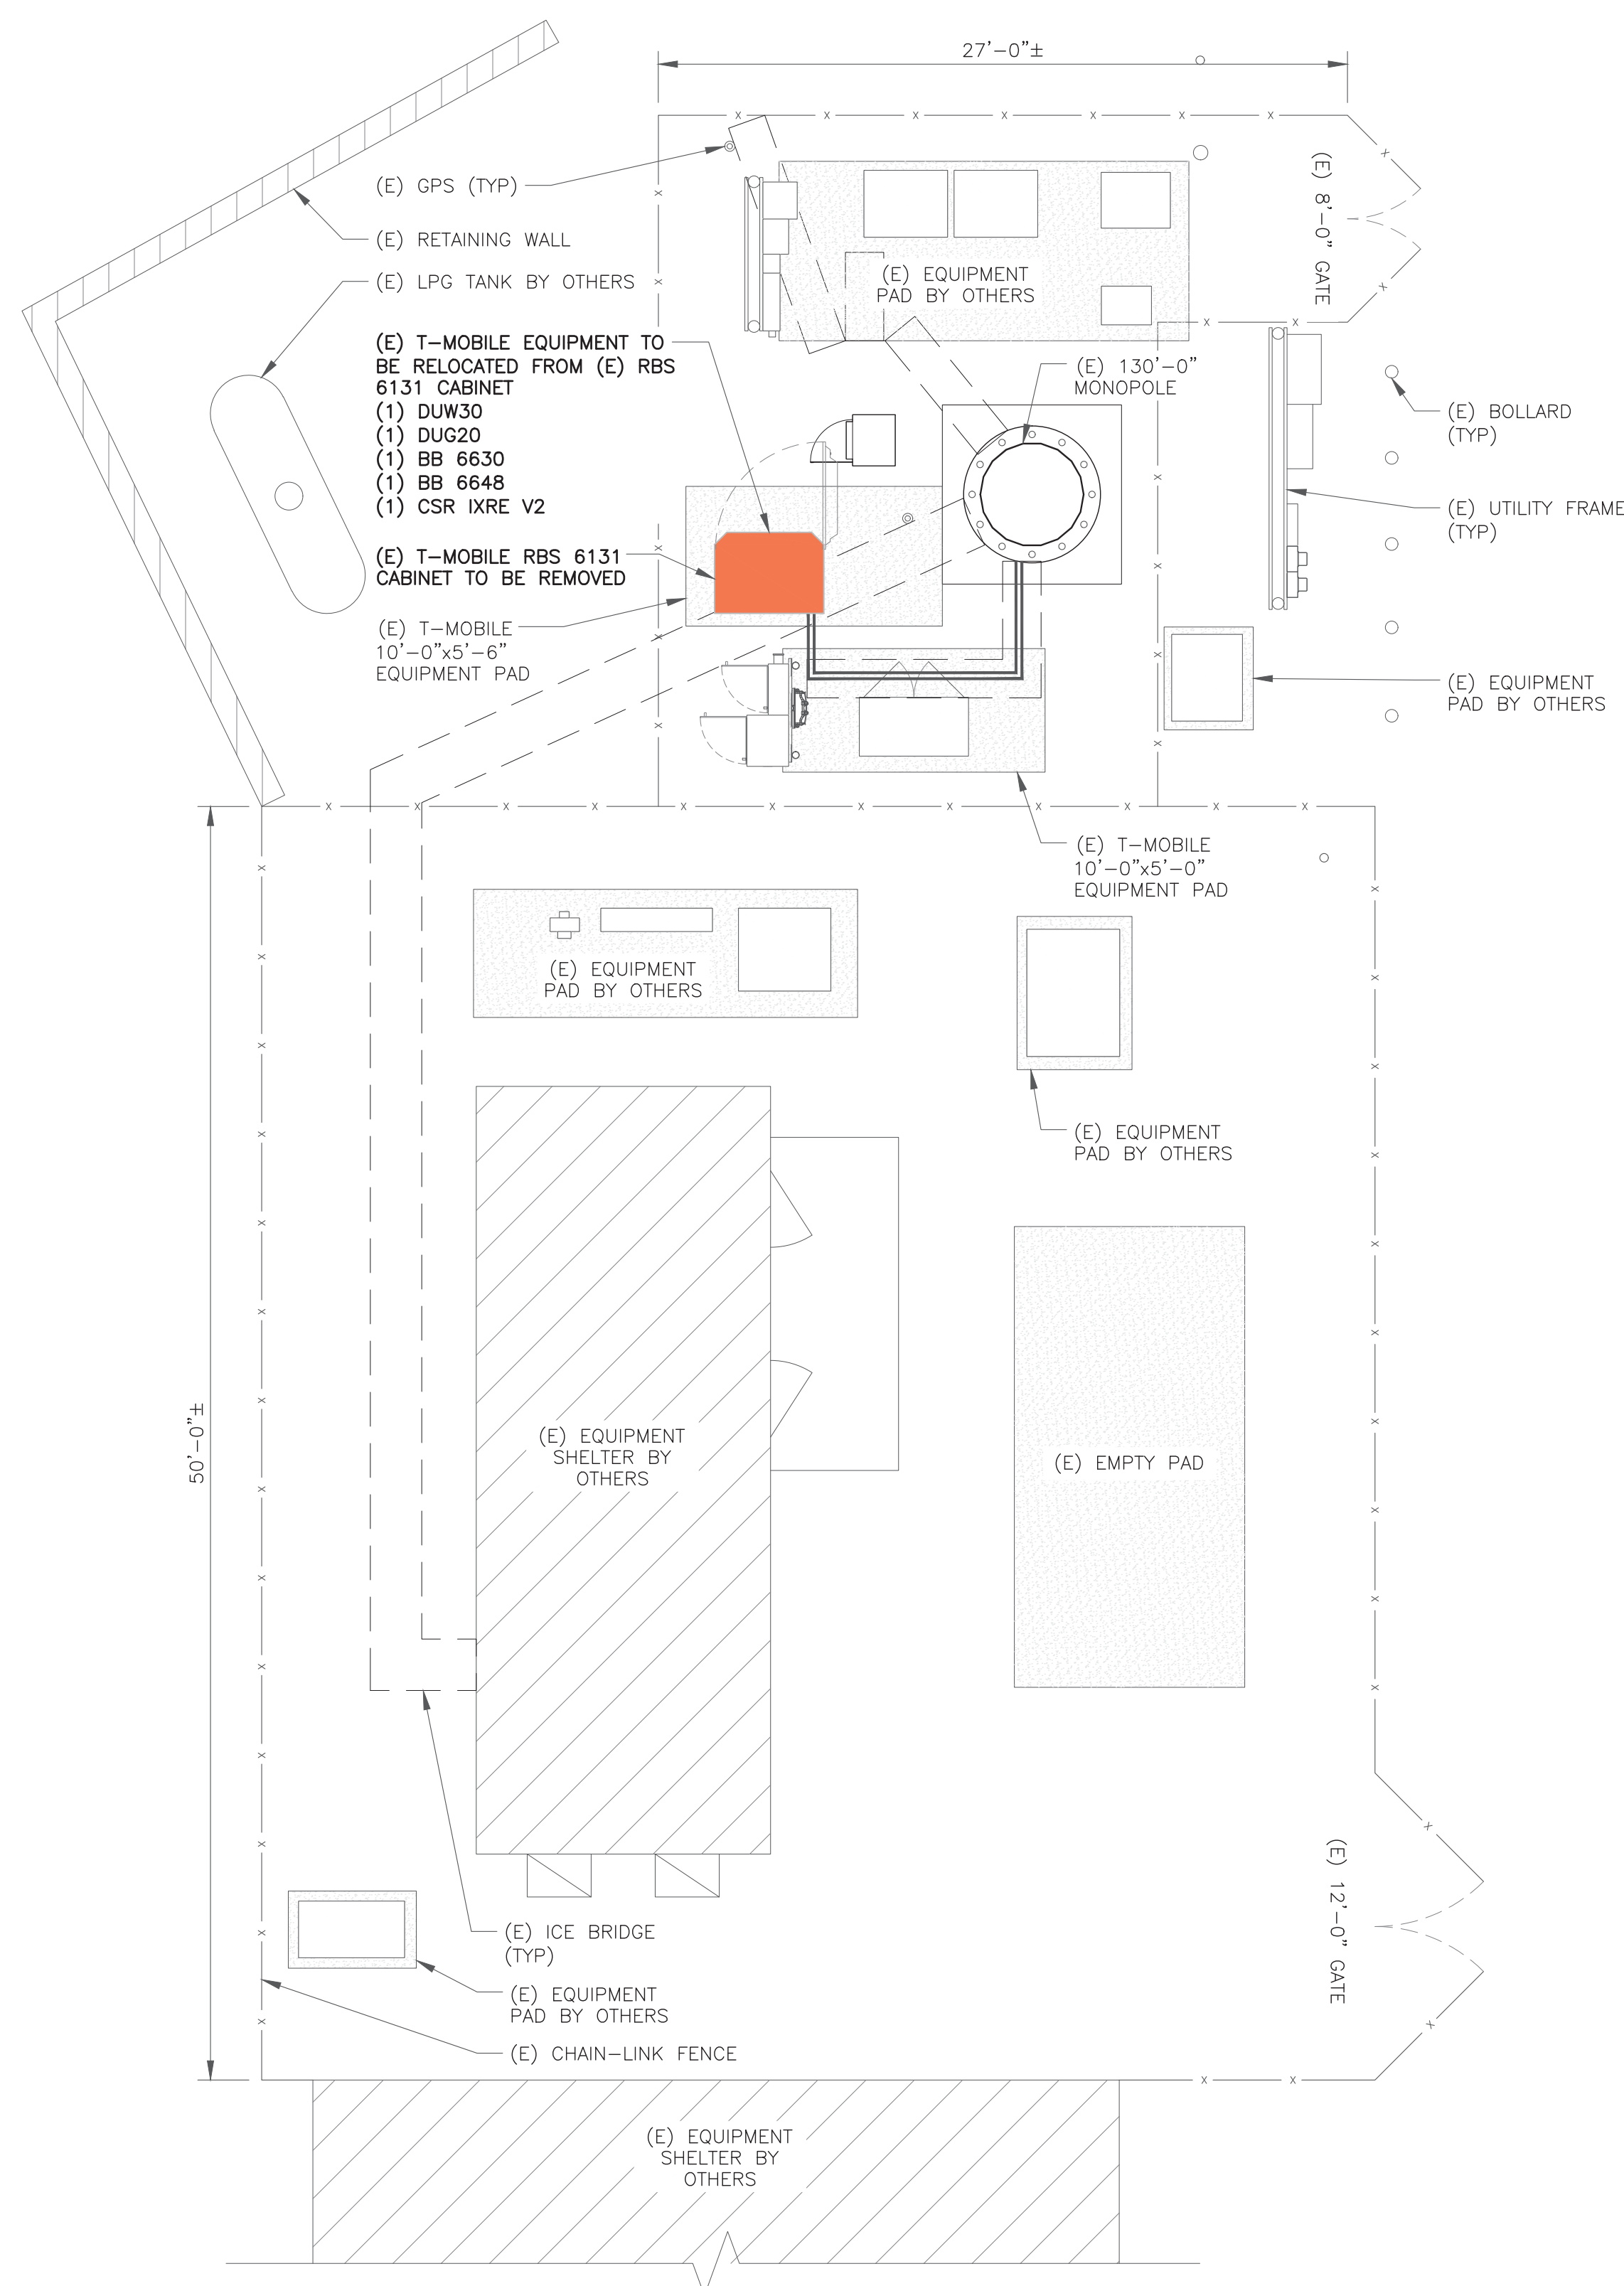 27'-0"±
(E) GPS (TYP)
(E) RETAINING WALL
(E) LPG TANK BY OTHERS
(E) 8'-0" GATE
(E) EQUIPMENT
PAD BY OTHERS
(E) T-MOBILE EQUIPMENT TO
BE RELOCATED FROM (E) RBS
6131 CABINET
(1) DUW30
(1) DUG20
(1) BB 6630
(1) BB 6648
(1) CSR IXRE V2
(E) 130'-0"
MONOPOLE
(E) BOLLARD
(TYP)
(E) UTILITY FRAME
(TYP)
(E) T-MOBILE RBS 6131
CABINET TO BE REMOVED
(E) T-MOBILE
10'-0"x5'-6"
EQUIPMENT PAD
(E) EQUIPMENT
PAD BY OTHERS
(E) T-MOBILE
10'-0"x5'-0"
EQUIPMENT PAD
(E) EQUIPMENT
PAD BY OTHERS
(E) EQUIPMENT
PAD BY OTHERS
50'-0"±
(E) EQUIPMENT
SHELTER BY
OTHERS
(E) EMPTY PAD
(E) 12'-0" GATE
(E) ICE BRIDGE
(TYP)
(E) EQUIPMENT
PAD BY OTHERS
(E) CHAIN-LINK FENCE
(E) EQUIPMENT
SHELTER BY
OTHERS